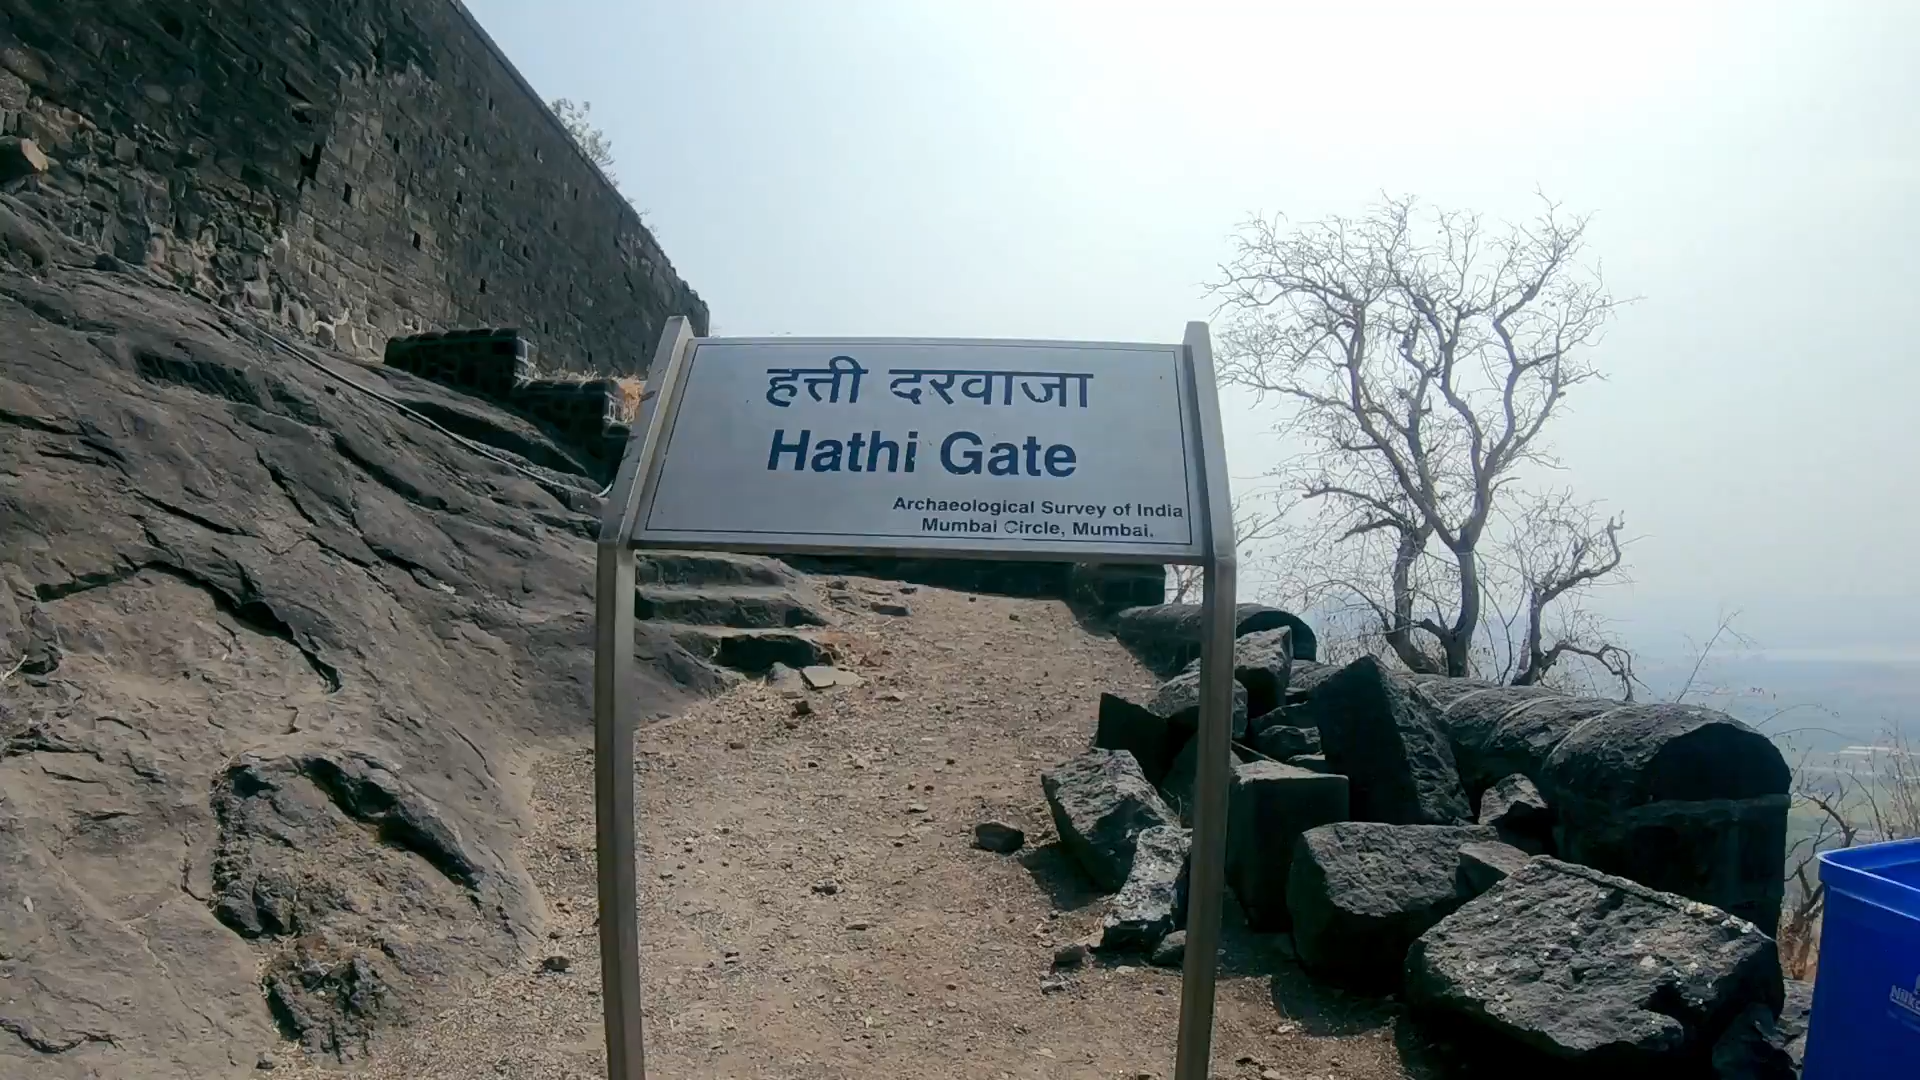 हत्ती दरवाजा
Hathi Gate
Archaeological Survey of India
Mumbai Circle, Mumbai.